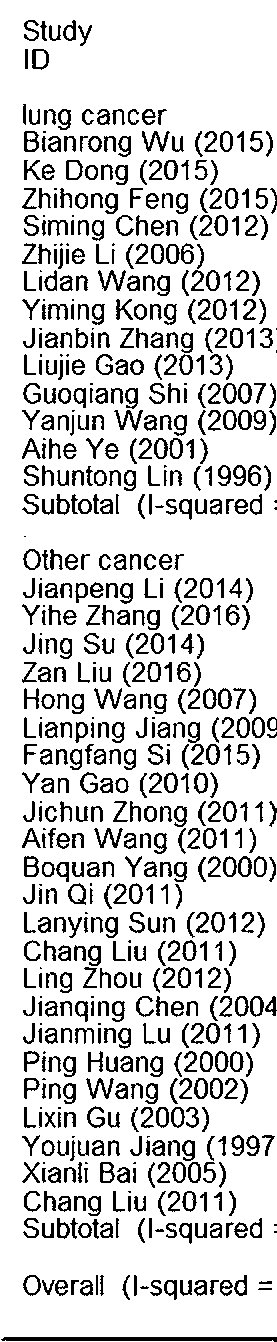 Study
ID
lung cancer
Bianrong Wu (2015)
Ke Dong (2015)
Zhihong Feng (2015)
Siming Chen (2012)
Zhijie Li (2006)
Lidan Wang (2012)
Yiming Kong (2012)
Jianbin Zhang (2013)
Liujie Gao (2013)
Guoqiang Shi (2007)
Yanjun Wang (2009)
Aihe Ye (2001)
Shuntong Lin (1996)
Subtotal (I-squared =
.
Other cancer
Jianpeng Li (2014)
Yihe Zhang (2016)
Jing Su (2014)
Zan Liu (2016)
Hong Wang (2007)
Lianping Jiang (2009
Fangfang Si (2015)
Yan Gao (2010)
Jichun Zhong (2011)
Aifen Wang (2011)
Boquan Yang (2000)
Jin Qi (2011)
Lanying Sun (2012)
Chang Liu (2011)
Ling Zhou (2012)
Jianqing Chen (2004
Jianming Lu (2011)
Ping Huang (2000)
Ping Wang (2002)
Lixin Gu (2003)
Youjuan Jiang (1997
Xianli Bai (2005)
Chang Liu (2011)
Subtotal (I-squared =
Overall (I-squared =